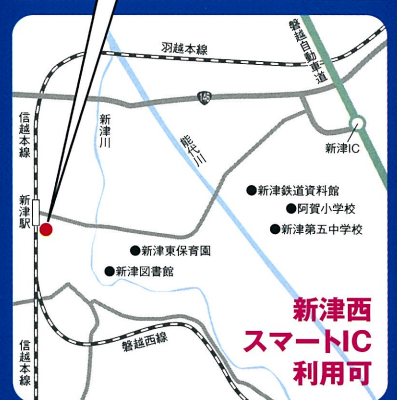 羽越本線
磐越自動車道
信越本線
新津川
能代川
新津IC
新津鉄道資料館
阿賀小学校
新津駅
新津第五中学校
新津東保育園
新津図書館
新津西
スマートIC
利用可
磐越西線
信越本線